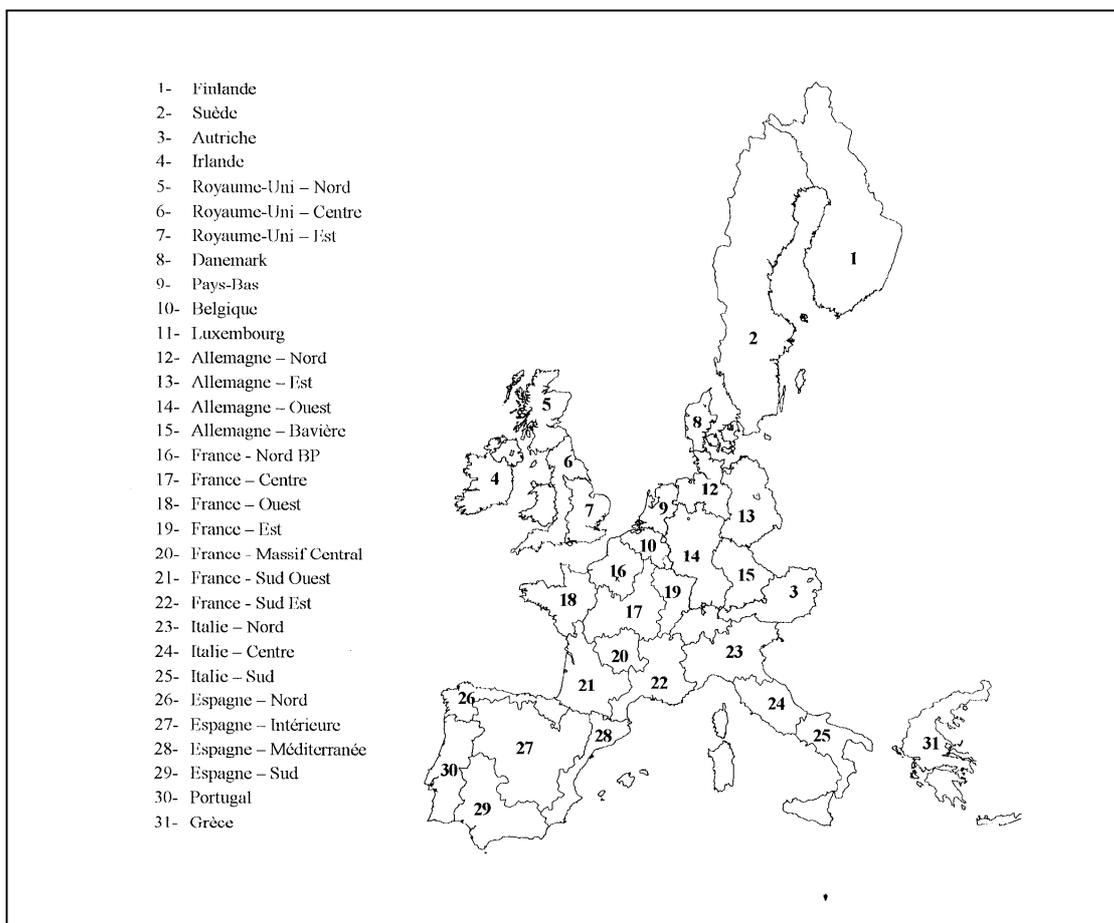 1- Finlande
2- Suède
3- Autriche
4- Irlande
5- Royaume-Uni – Nord
6- Royaume-Uni – Centre
7- Royaume-Uni – Est
8- Danemark
9- Pays-Bas
10- Belgique
11- Luxembourg
12- Allemagne – Nord
13- Allemagne – Est
14- Allemagne – Ouest
15- Allemagne – Bavière
16- France - Nord BP
17- France – Centre
18- France – Ouest
19- France – Est
20- France - Massif Central
21- France - Sud Ouest
22- France - Sud Est
23- Italie – Nord
24- Italie – Centre
25- Italie – Sud
26- Espagne – Nord
27- Espagne – Intérieure
28- Espagne – Méditerranée
29- Espagne – Sud
30- Portugal
31- Grèce
1
2
5
8
6
4
12
7
9
13
10
14
16
15
19
3
18
17
20
23
22
21
26
24
28
25
27
31
30
29